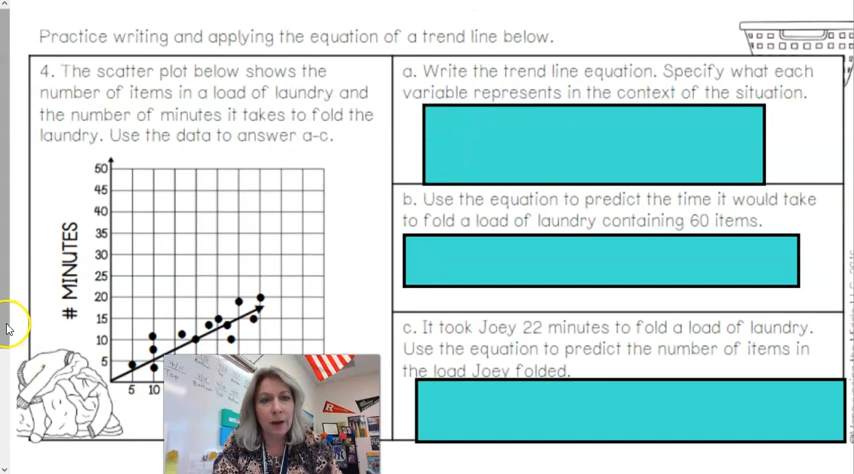 Practice writing and applying the equation of a trend line below.
4. The scatter plot below shows the
number of items in a load of laundry and
the number of minutes it takes to fold the
laundry. Use the data to answer a-c.
# MINUTES
50
45
40
35
30
25
20
15
10
5
5 10
a. Write the trend line equation. Specify what each
variable represents in the context of the situation.
b. Use the equation to predict the time it would take
to fold a load of laundry containing 60 items.
c. It took Joey 22 minutes to fold a load of laundry.
Use the equation to predict the number of items in
the load Joey folded.
R